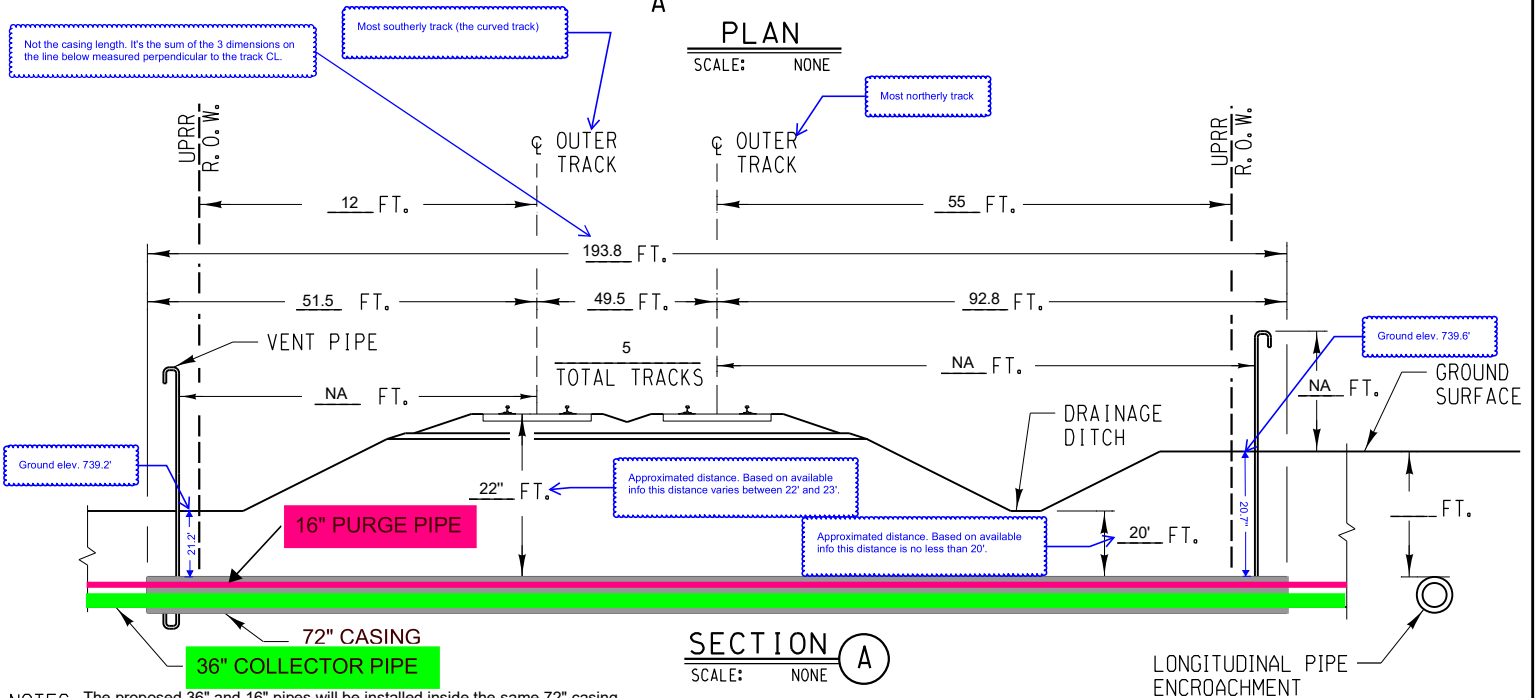 A
PLAN
SCALE: NONE
Not the casing length. It's the sum of the 3 dimensions on
the line below measured perpendicular to the track CL.
Most southerly track (the curved track)
Most northerly track
UPRR
R.O.W.
℄ OUTER
TRACK
℄ OUTER
TRACK
UPRR
R.O.W.
12 FT.
55 FT.
193.8 FT.
51.5 FT.
49.5 FT.
92.8 FT.
VENT PIPE
5
TOTAL TRACKS
NA FT.
NA FT.
Ground elev. 739.6'
NA FT.
GROUND
SURFACE
DRAINAGE
DITCH
Ground elev. 739.2'
22" FT.
Approximated distance. Based on available
info this distance varies between 22' and 23'.
21.2'
16" PURGE PIPE
Approximated distance. Based on available
info this distance is no less than 20'.
20' FT.
20.7'
FT.
72" CASING
36" COLLECTOR PIPE
SECTION A
SCALE: NONE
LONGITUDINAL PIPE
ENCROACHMENT
NOTES The proposed 36" and 16" pipes will be installed inside the same 72" casing